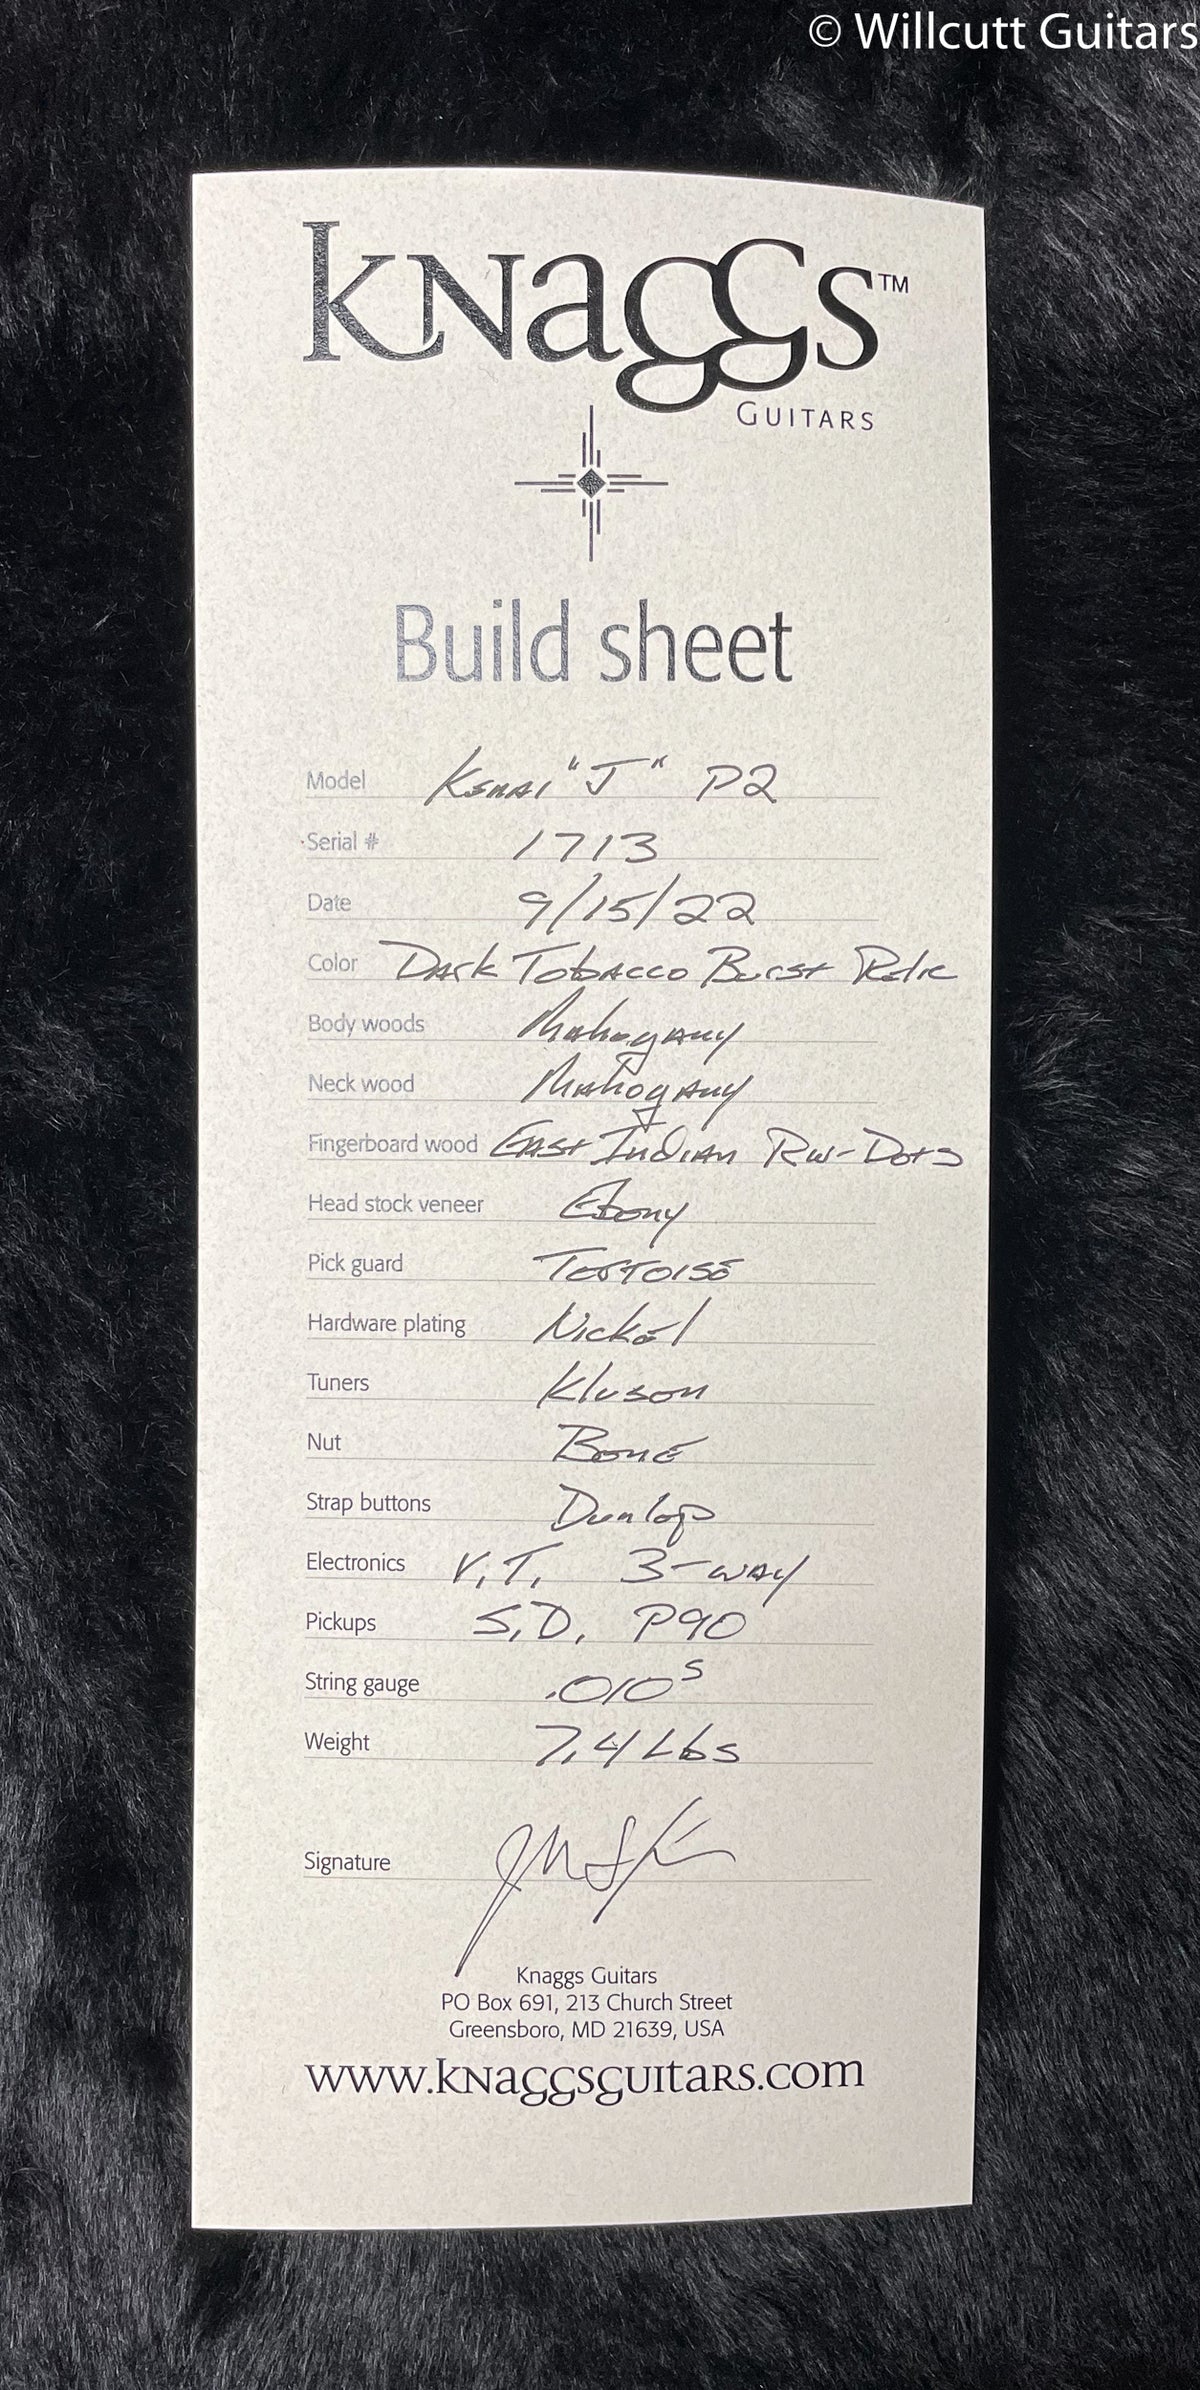 © Willcutt Guitars
Knaggs™
Guitars
Build sheet
Model Kenai "J" P2
Serial # 1713
Date 9/15/22
Color Dark Tobacco Burst Relic
Body woods Mahogany
Neck wood Mahogany
Fingerboard wood East Indian RW-Dots
Head stock veneer Ebony
Pick guard Tortoise
Hardware plating Nickel
Tuners Kluson
Nut Bone
Strap buttons Dunlop
Electronics V.T. 3-way
Pickups S.D. P90
String gauge .010s
Weight 7.4 Lbs
Signature
Knaggs Guitars
PO Box 691, 213 Church Street
Greensboro, MD 21639, USA
www.knaggsguitars.com